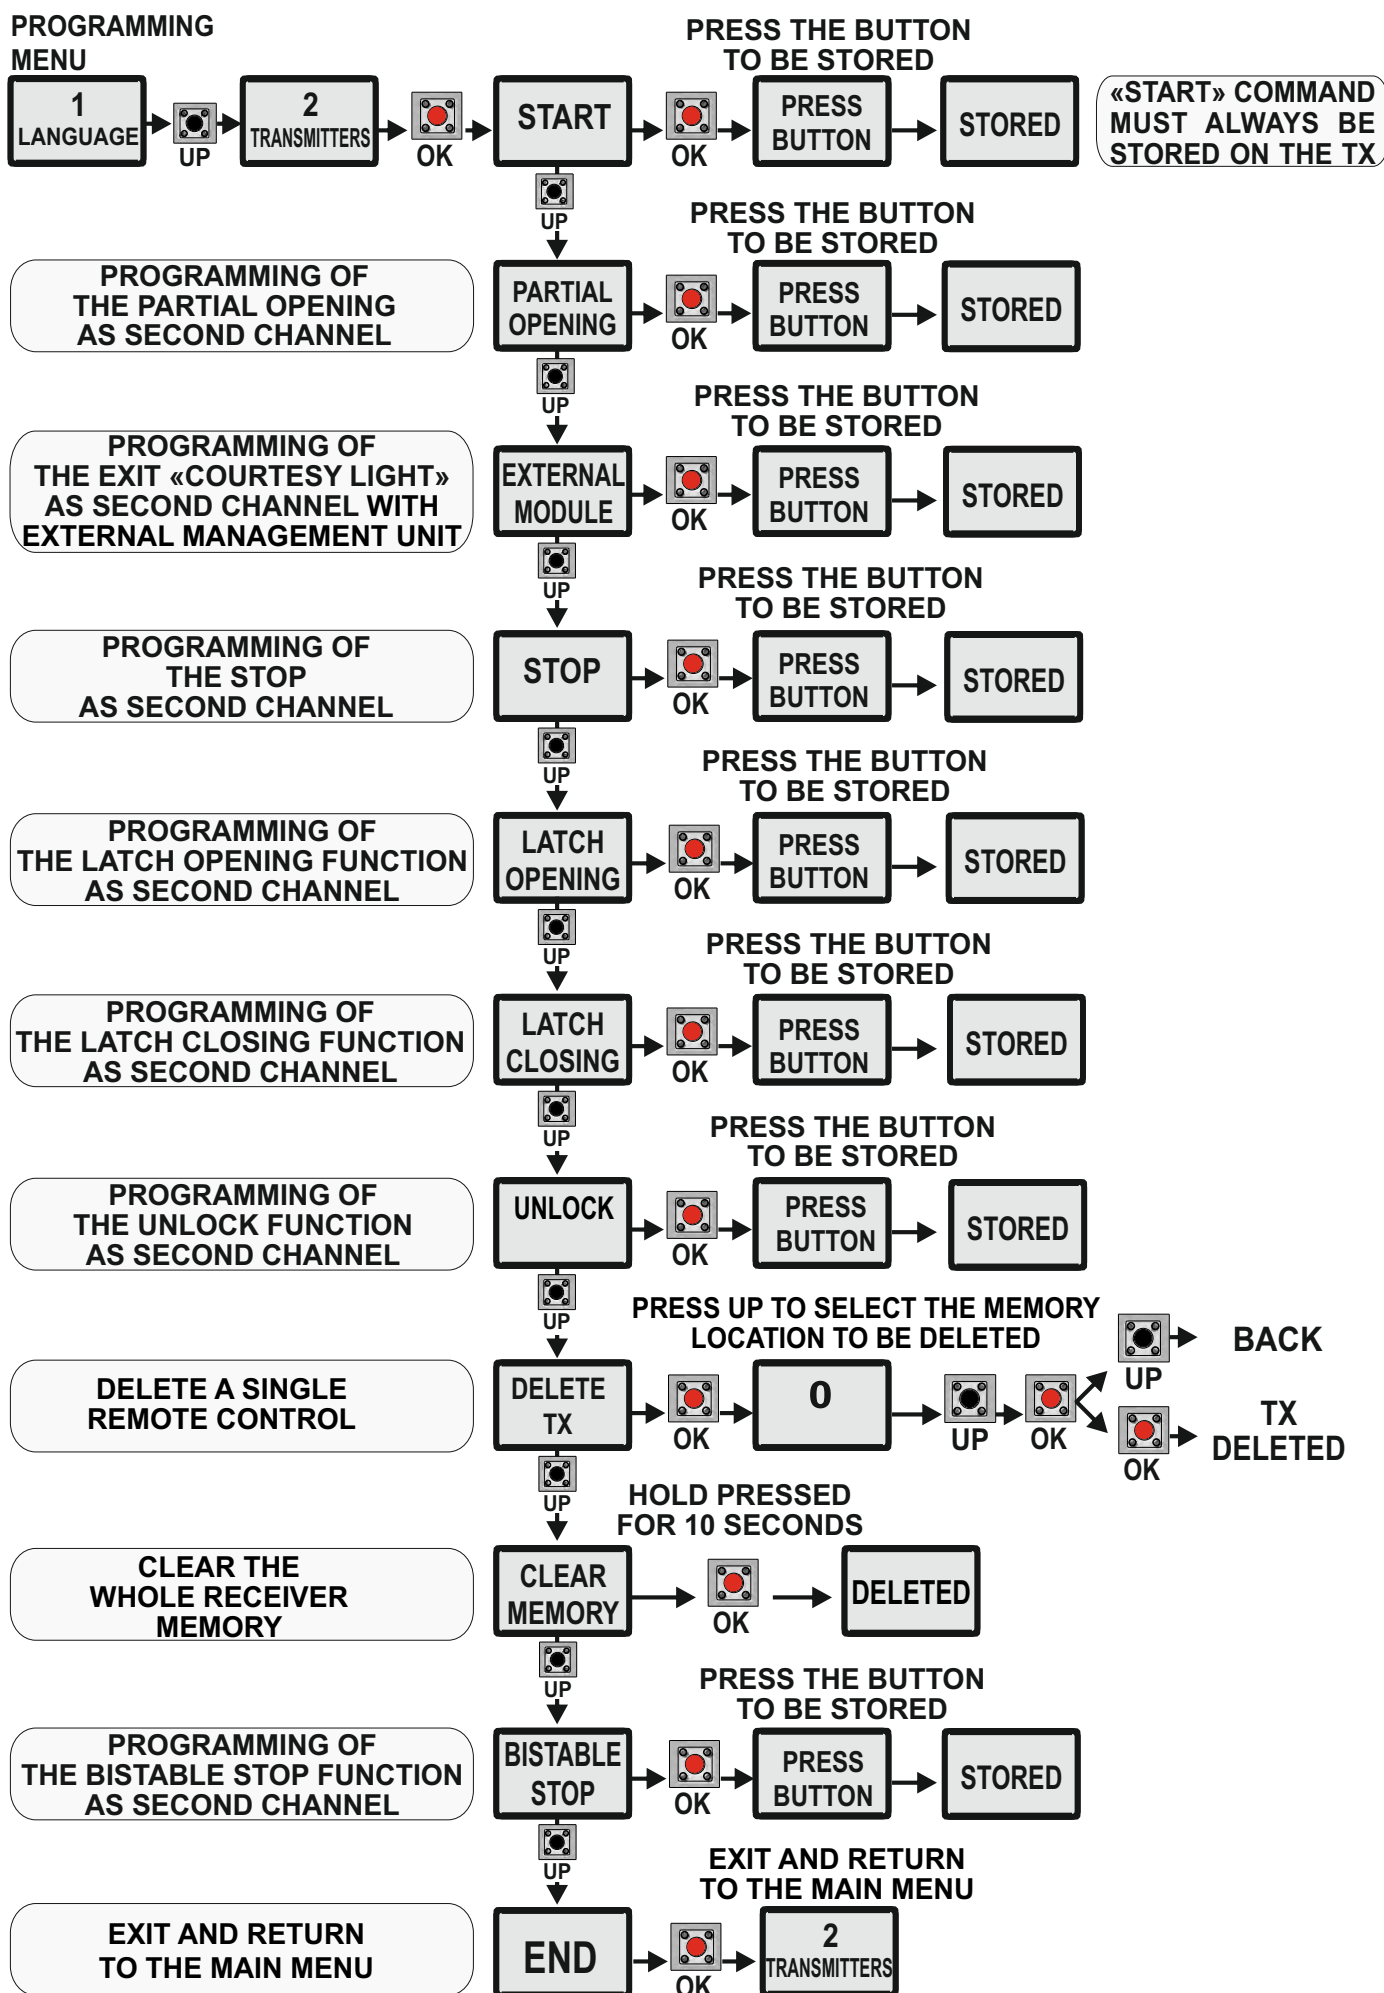 PROGRAMMING
MENU
1
LANGUAGE
UP
2
TRANSMITTERS
OK
START
OK
PRESS THE BUTTON
TO BE STORED
PRESS
BUTTON
STORED
«START» COMMAND
MUST ALWAYS BE
STORED ON THE TX
UP
PROGRAMMING OF
THE PARTIAL OPENING
AS SECOND CHANNEL
PARTIAL
OPENING
OK
PRESS THE BUTTON
TO BE STORED
PRESS
BUTTON
STORED
UP
PROGRAMMING OF
THE EXIT «COURTESY LIGHT»
AS SECOND CHANNEL WITH
EXTERNAL MANAGEMENT UNIT
EXTERNAL
MODULE
OK
PRESS THE BUTTON
TO BE STORED
PRESS
BUTTON
STORED
UP
PROGRAMMING OF
THE STOP
AS SECOND CHANNEL
STOP
OK
PRESS THE BUTTON
TO BE STORED
PRESS
BUTTON
STORED
UP
PROGRAMMING OF
THE LATCH OPENING FUNCTION
AS SECOND CHANNEL
LATCH
OPENING
OK
PRESS THE BUTTON
TO BE STORED
PRESS
BUTTON
STORED
UP
PROGRAMMING OF
THE LATCH CLOSING FUNCTION
AS SECOND CHANNEL
LATCH
CLOSING
OK
PRESS THE BUTTON
TO BE STORED
PRESS
BUTTON
STORED
UP
PROGRAMMING OF
THE UNLOCK FUNCTION
AS SECOND CHANNEL
UNLOCK
OK
PRESS THE BUTTON
TO BE STORED
PRESS
BUTTON
STORED
UP
DELETE A SINGLE
REMOTE CONTROL
DELETE
TX
OK
PRESS UP TO SELECT THE MEMORY
LOCATION TO BE DELETED
0
UP
OK
UP
BACK
OK
TX
DELETED
UP
CLEAR THE
WHOLE RECEIVER
MEMORY
CLEAR
MEMORY
HOLD PRESSED
FOR 10 SECONDS
OK
DELETED
UP
PROGRAMMING OF
THE BISTABLE STOP FUNCTION
AS SECOND CHANNEL
BISTABLE
STOP
OK
PRESS THE BUTTON
TO BE STORED
PRESS
BUTTON
STORED
UP
EXIT AND RETURN
TO THE MAIN MENU
END
OK
EXIT AND RETURN
TO THE MAIN MENU
2
TRANSMITTERS